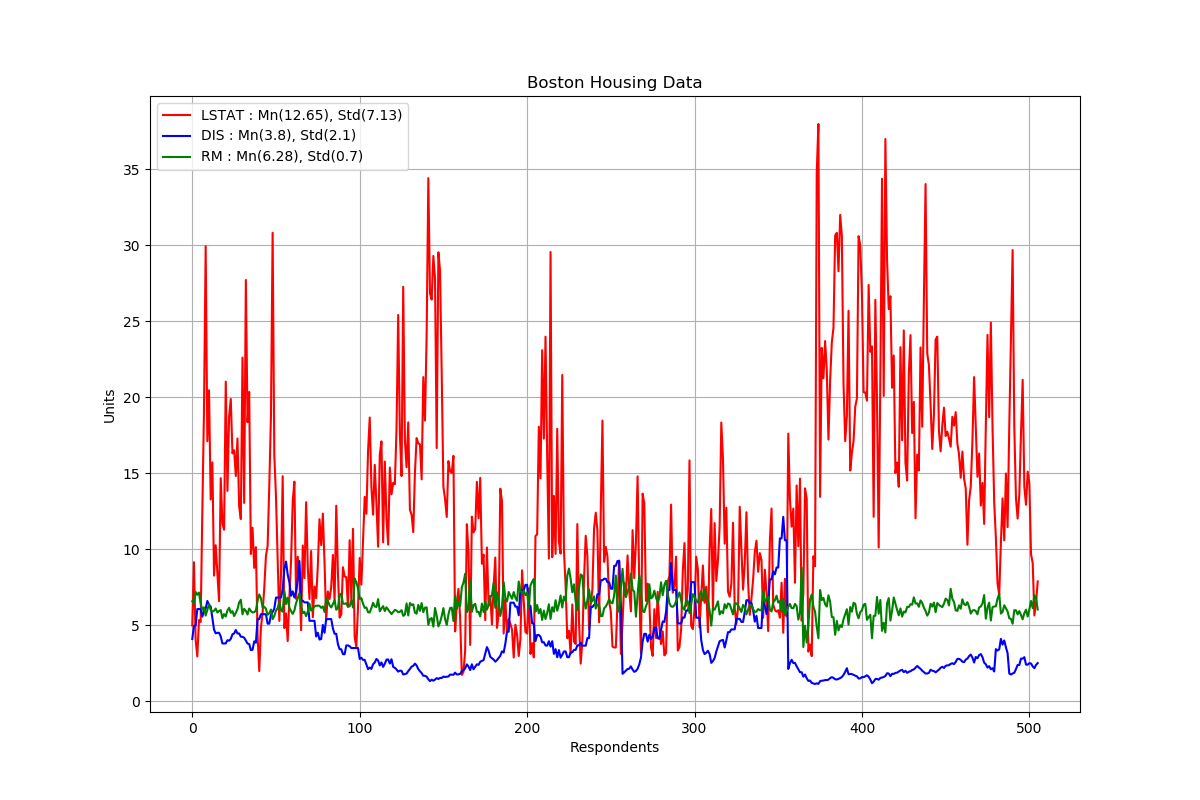 Boston Housing Data
LSTAT : Mn(12.65), Std(7.13)
DIS : Mn(3.8), Std(2.1)
RM : Mn(6.28), Std(0.7)
35
30
25
20
15
10
5
0
Units
0 100 200 300 400 500
Respondents